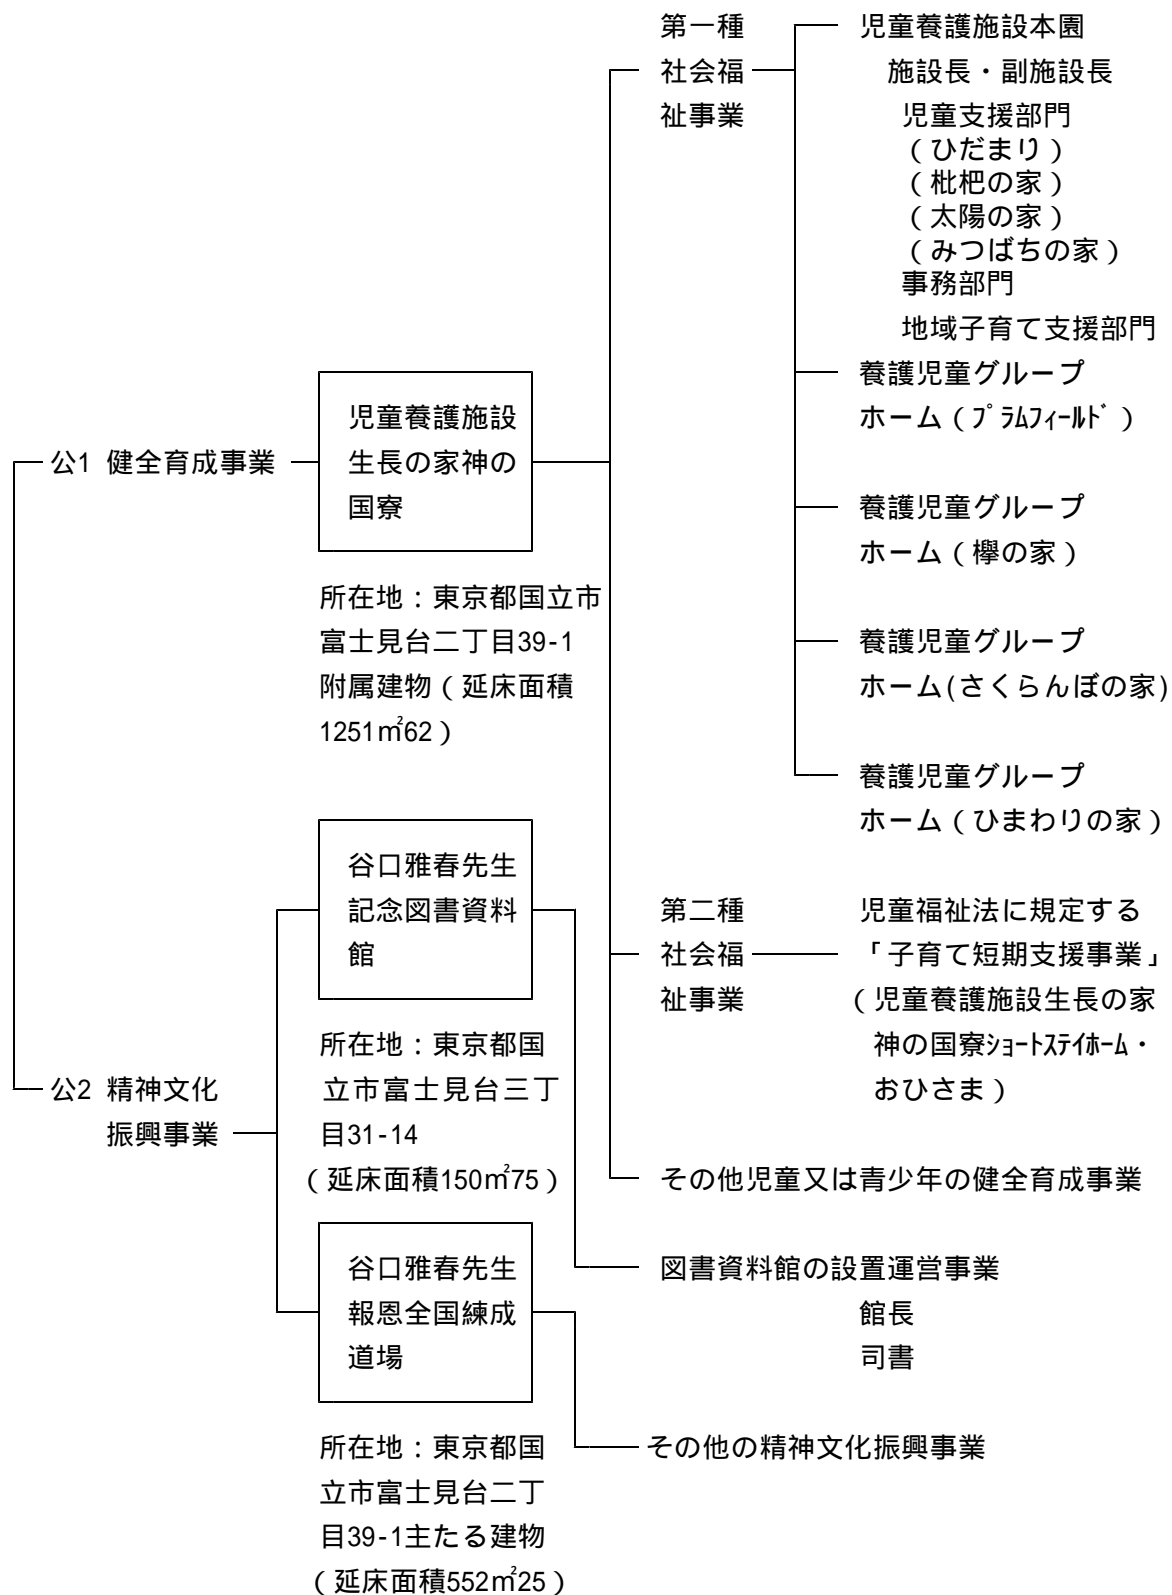 公1 健全育成事業
児童養護施設
生長の家神の
国寮
所在地：東京都国立市
富士見台二丁目39-1
附属建物（延床面積
1251㎡62）
第一種
社会福
祉事業
児童養護施設本園
施設長・副施設長
児童支援部門
（ひだまり）
（枇杷の家）
（太陽の家）
（みつばちの家）
事務部門
地域子育て支援部門
養護児童グループ
ホーム（ﾌﾟﾗﾑﾌｨｰﾙﾄﾞ）
養護児童グループ
ホーム（欅の家）
養護児童グループ
ホーム(さくらんぼの家)
養護児童グループ
ホーム（ひまわりの家）
第二種
社会福
祉事業
児童福祉法に規定する
「子育て短期支援事業」
（児童養護施設生長の家
神の国寮ｼｮｰﾄｽﾃｲﾎｰﾑ・
おひさま）
その他児童又は青少年の健全育成事業
公2 精神文化
振興事業
谷口雅春先生
記念図書資料
館
所在地：東京都国
立市富士見台三丁
目31-14
（延床面積150㎡75）
図書資料館の設置運営事業
館長
司書
谷口雅春先生
報恩全国練成
道場
所在地：東京都国
立市富士見台二丁
目39-1主たる建物
（延床面積552㎡25）
その他の精神文化振興事業